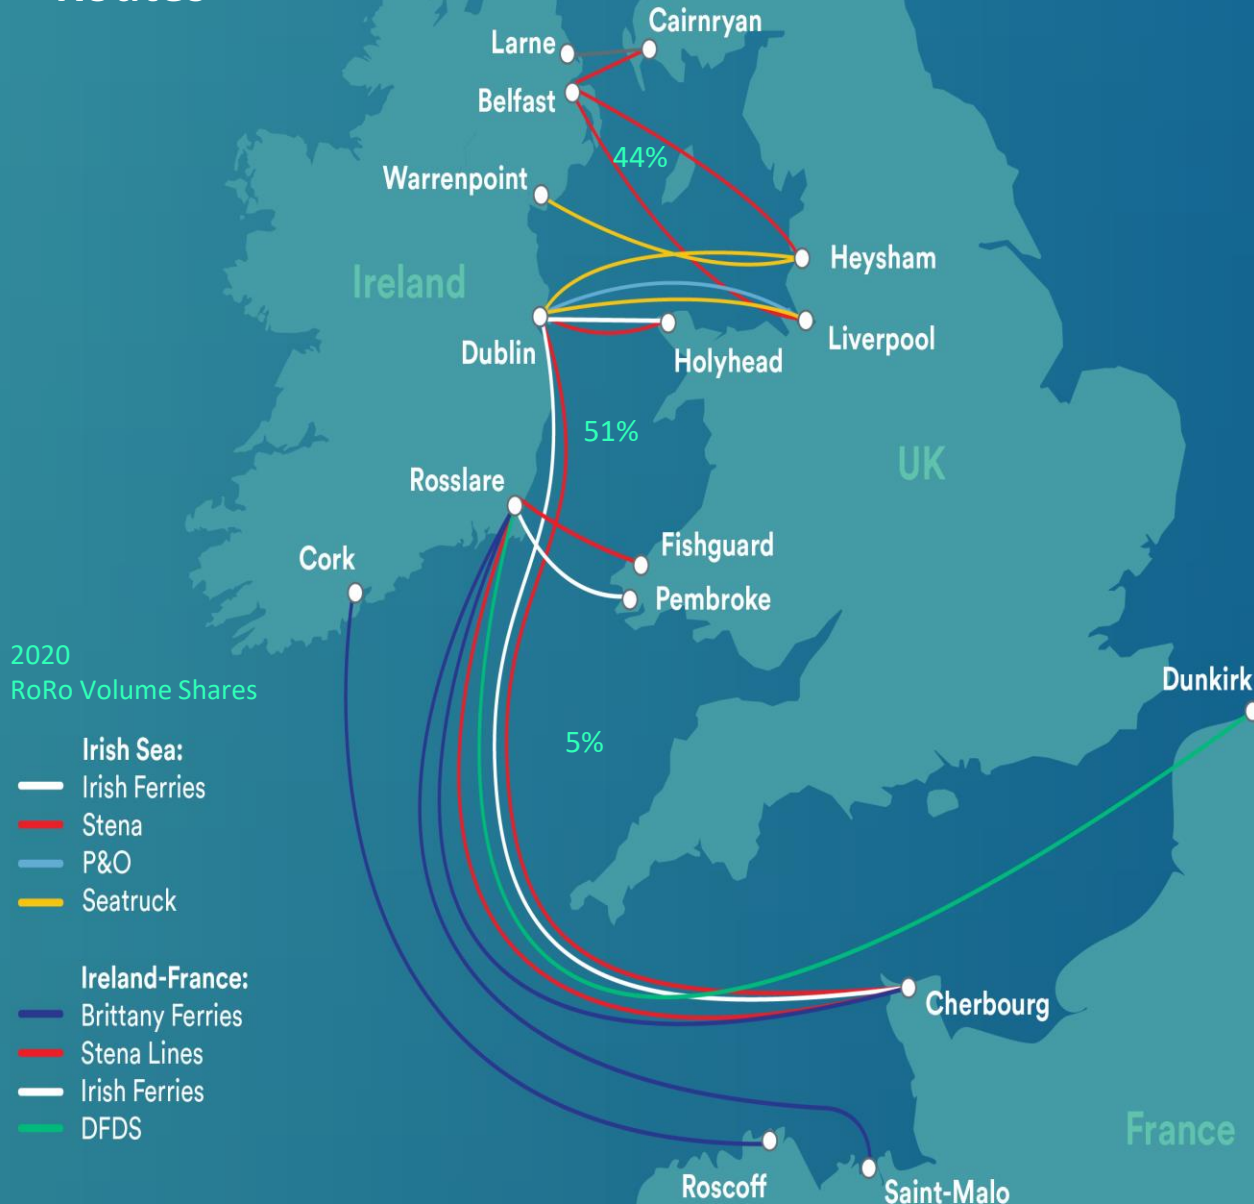 Cairnryan
Larne
Belfast
44%
Warrenpoint
Heysham
Ireland
Liverpool
Dublin
Holyhead
51%
UK
Rosslare
Fishguard
Cork
Pembroke
2020
RoRo Volume Shares
Dunkirk
5%
Irish Sea:
Irish Ferries
Stena
P&O
Seatruck
Ireland-France:
Brittany Ferries
Stena Lines
Irish Ferries
DFDS
Cherbourg
France
Roscoff
Saint-Malo